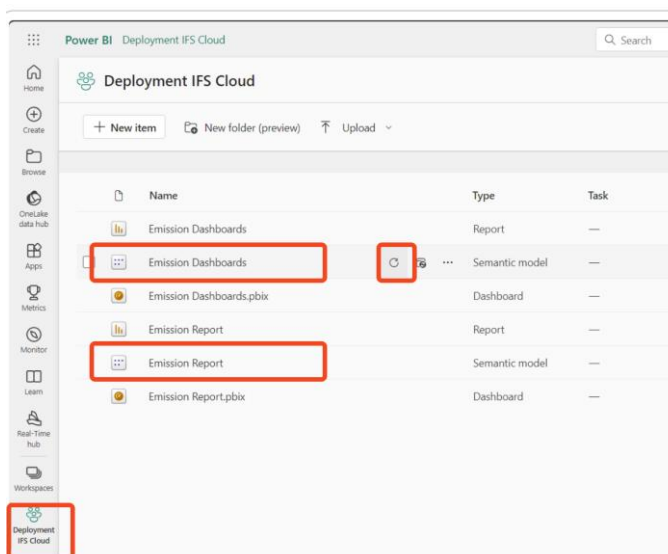 Power BI Deployment IFS Cloud
Search
Home
Deployment IFS Cloud
Create
New item
New folder (preview)
Upload
Browse
OneLake
data hub
Name
Type
Task
Emission Dashboards
Report
—
Apps
Emission Dashboards
Semantic model
—
Metrics
Emission Dashboards.pbix
Dashboard
—
Monitor
Emission Report
Report
—
Emission Report
Semantic model
—
Learn
Emission Report.pbix
Dashboard
—
Real-Time
hub
Workspaces
Deployment
IFS Cloud